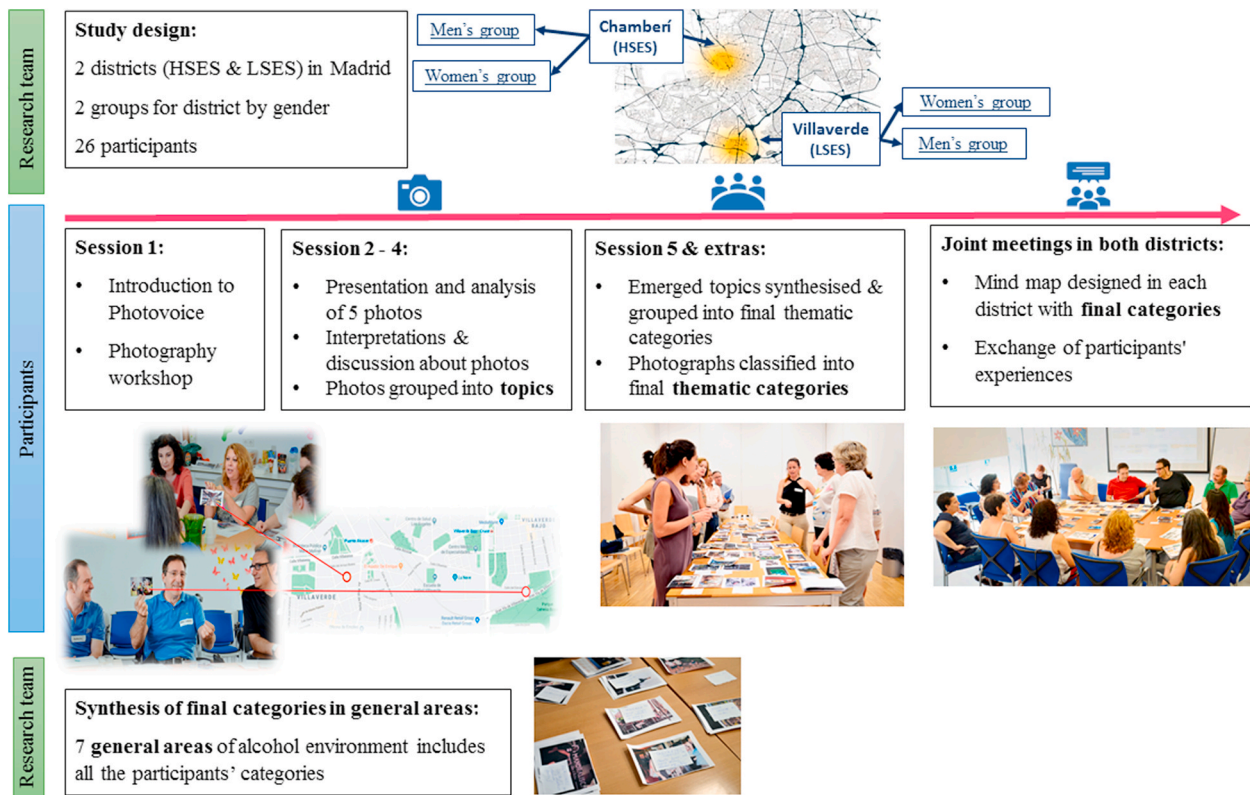 Research team
Study design:
2 districts (HSES & LSES) in Madrid
2 groups for district by gender
26 participants
Men's group
Women's group
Chamberí
(HSES)
Villaverde
(LSES)
Women's group
Men's group
Participants
Session 1:
• Introduction to
Photovoice
• Photography
workshop
Session 2 - 4:
• Presentation and analysis
of 5 photos
• Interpretations &
discussion about photos
• Photos grouped into topics
Session 5 & extras:
• Emerged topics synthesised &
grouped into final thematic
categories
• Photographs classified into
final thematic categories
Joint meetings in both districts:
• Mind map designed in each
district with final categories
• Exchange of participants'
experiences
VILLAVERDE
BAJO
VILLAVERDE
Research team
Synthesis of final categories in general areas:
7 general areas of alcohol environment includes
all the participants' categories